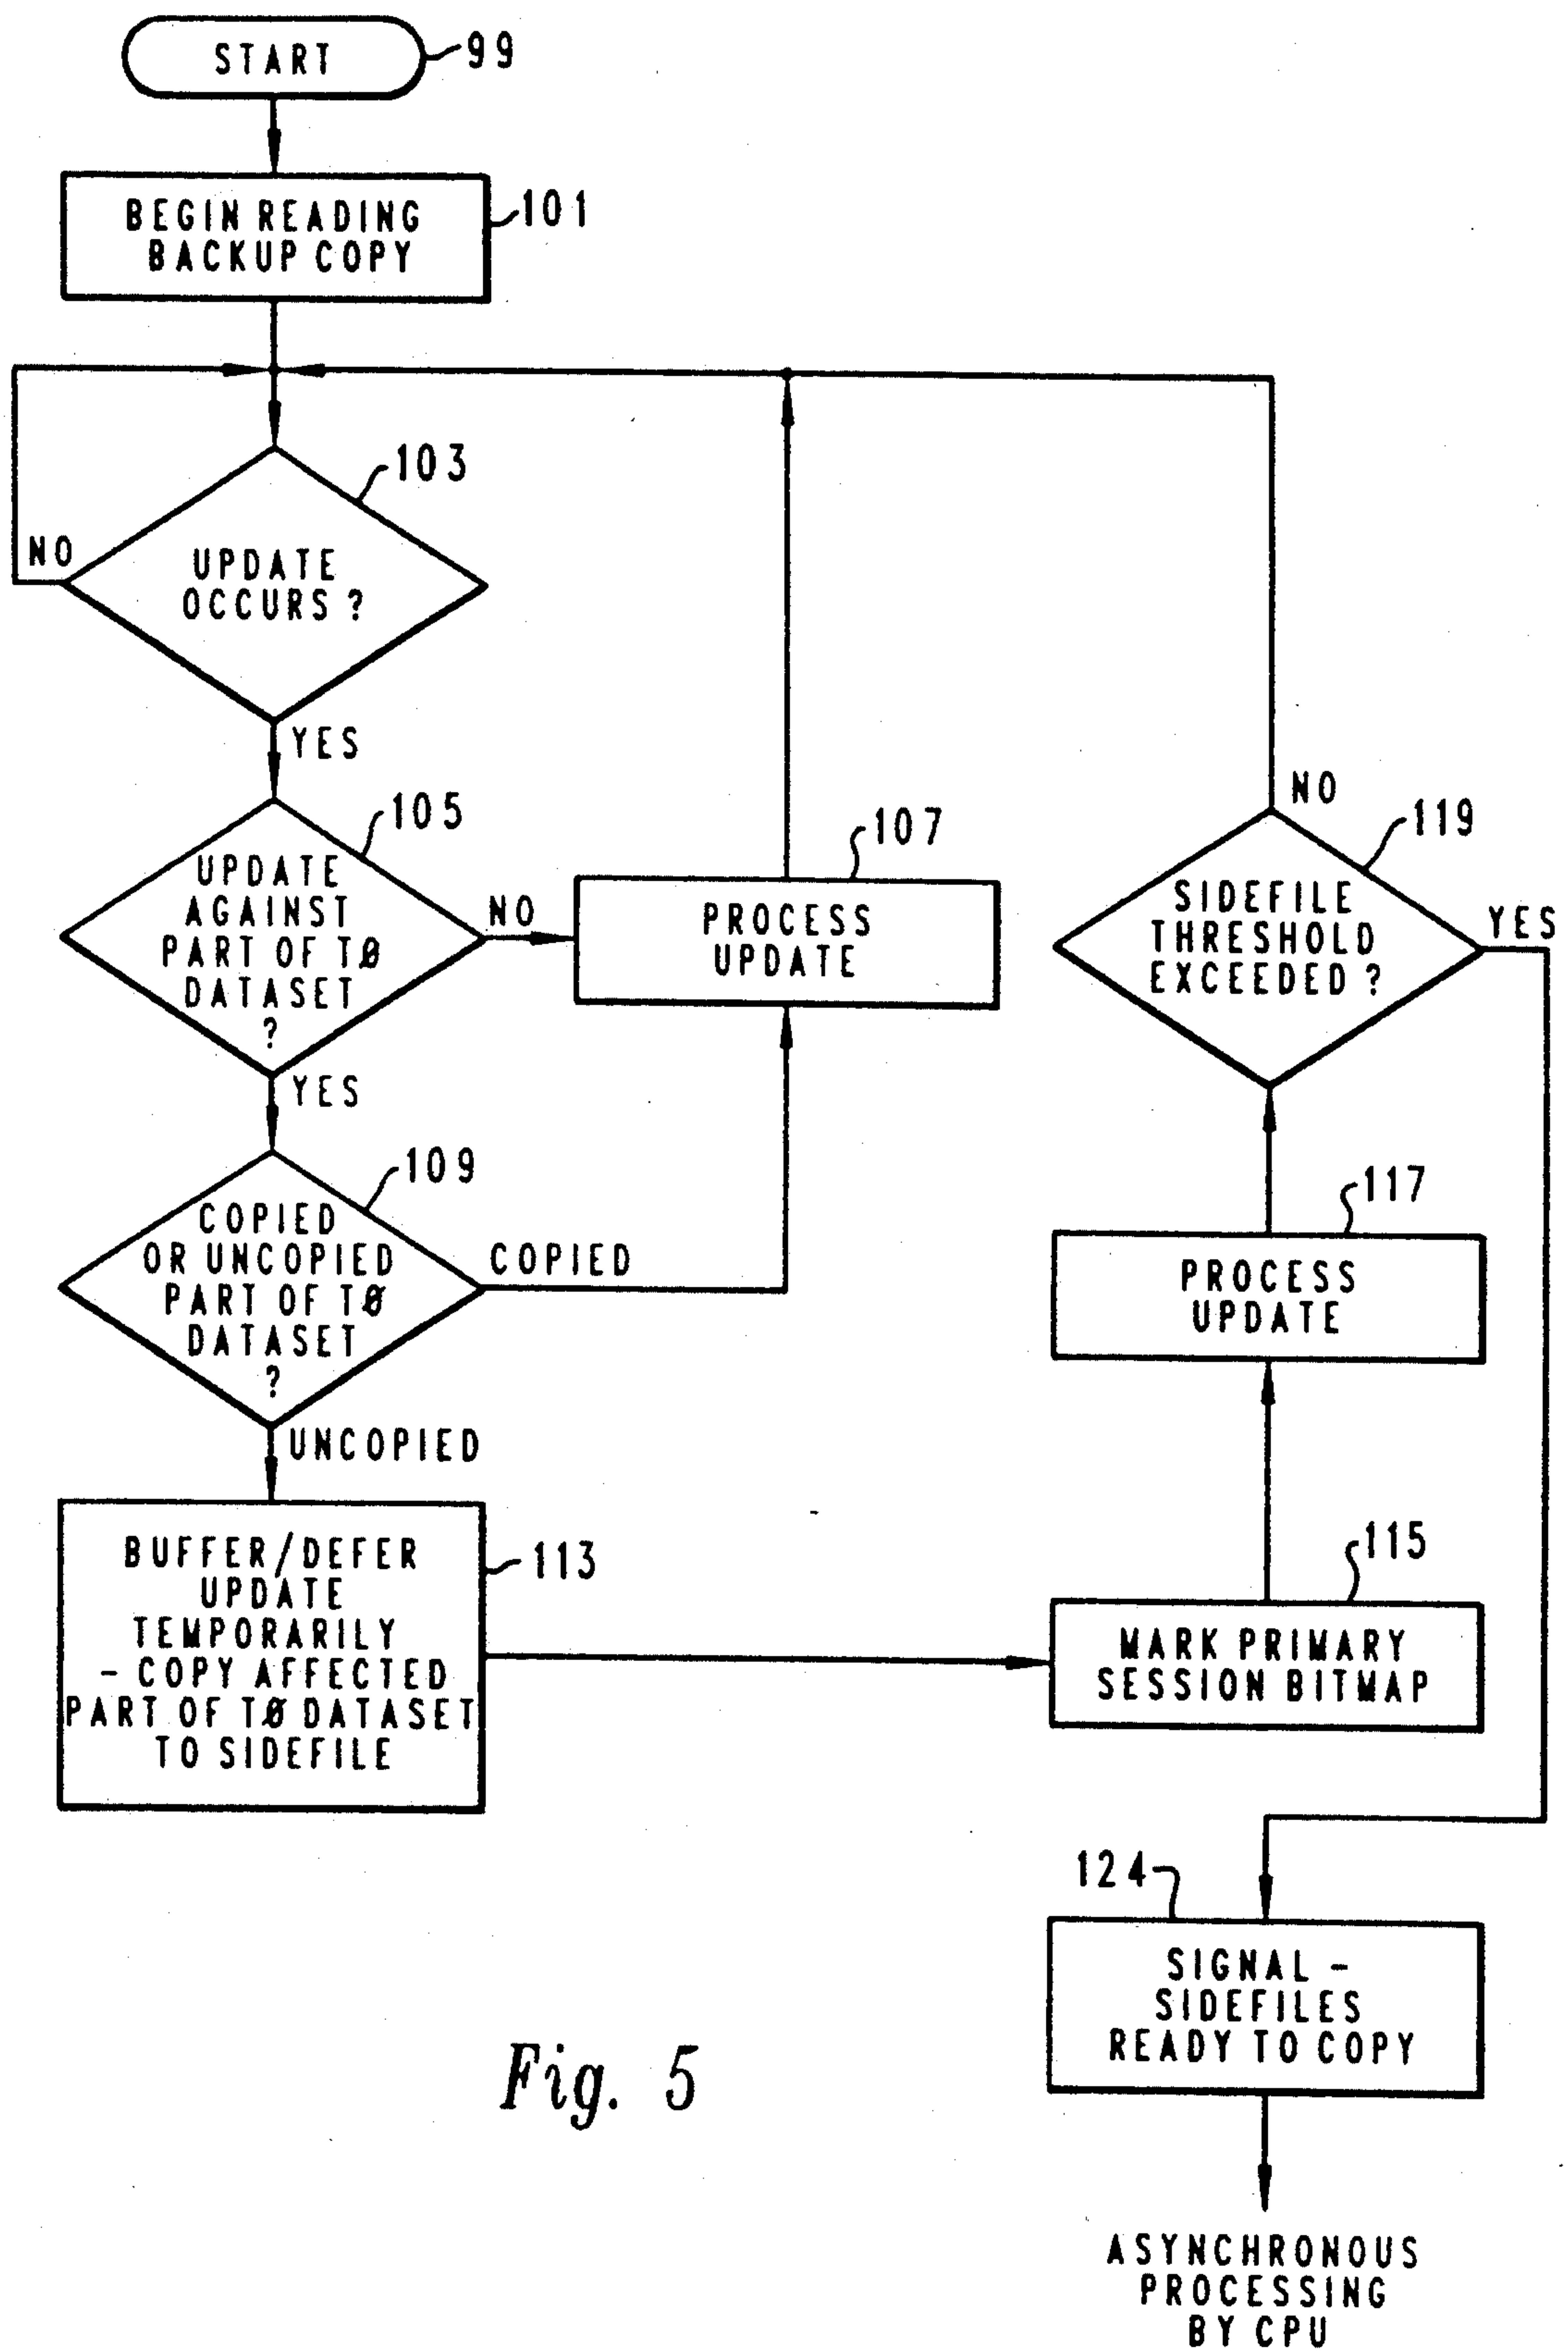 START
99
BEGIN READING
BACKUP COPY
101
103
NO
UPDATE
OCCURS ?
YES
105
UPDATE
AGAINST
PART OF TØ
DATASET
?
NO
107
PROCESS
UPDATE
YES
109
COPIED
OR UNCOPIED
PART OF TØ
DATASET
?
COPIED
UNCOPIED
BUFFER/DEFER
UPDATE
TEMPORARILY
- COPY AFFECTED
PART OF TØ DATASET
TO SIDEFILE
113
115
MARK PRIMARY
SESSION BITMAP
117
PROCESS
UPDATE
NO
119
SIDEFILE
THRESHOLD
EXCEEDED ?
YES
124
SIGNAL -
SIDEFILES
READY TO COPY
ASYNCHRONOUS
PROCESSING
BY CPU
Fig. 5